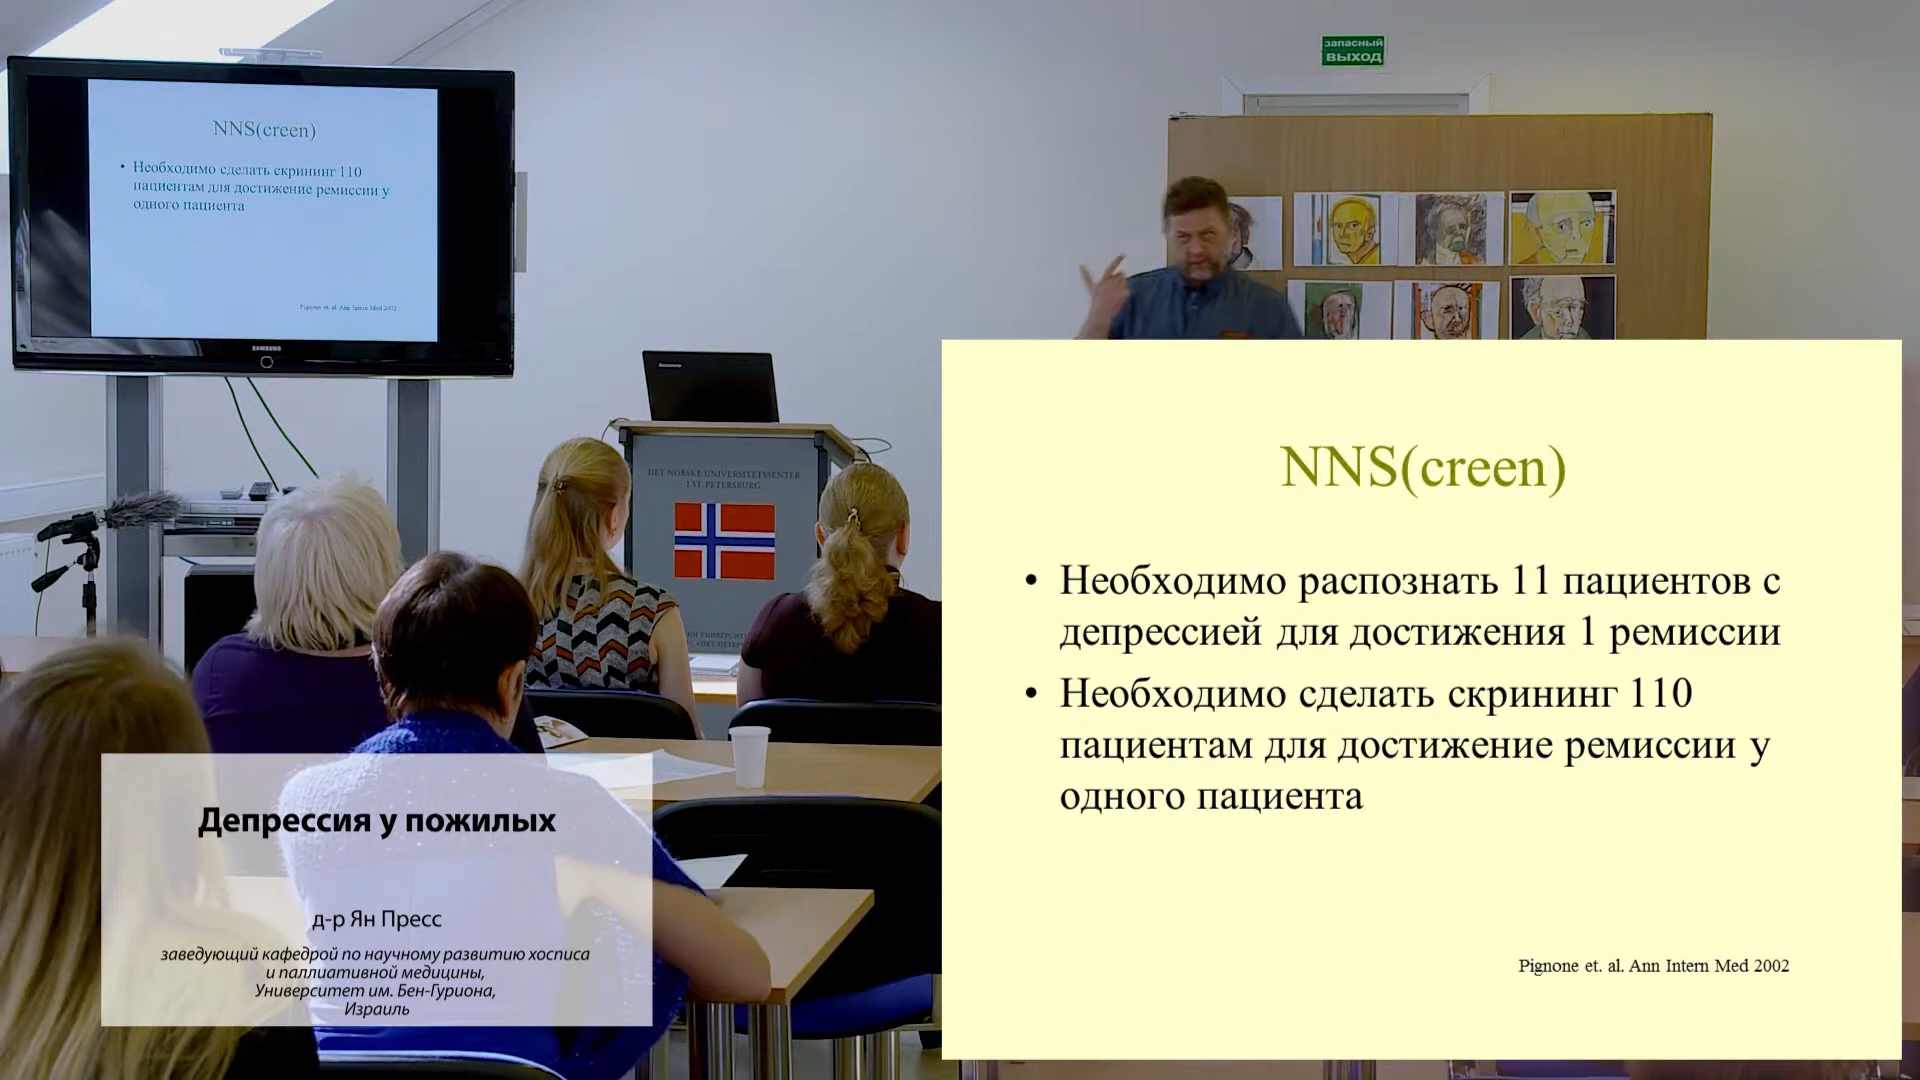 запасный
выход
NNS(creen)
• Необходимо сделать скрининг 110
пациентам для достижение ремиссии у
одного пациента
Pignone et. al. Ann Intern Med 2002
SAMSUNG
DET NORSKE UNIVERSITETSSENTER
I ST. PETERSBURG
NNS(creen)
• Необходимо распознать 11 пациентов с
депрессией для достижения 1 ремиссии
• Необходимо сделать скрининг 110
пациентам для достижение ремиссии у
одного пациента
Pignone et. al. Ann Intern Med 2002
Депрессия у пожилых
д-р Ян Пресс
заведующий кафедрой по научному развитию хосписа
и паллиативной медицины,
Университет им. Бен-Гуриона,
Израиль